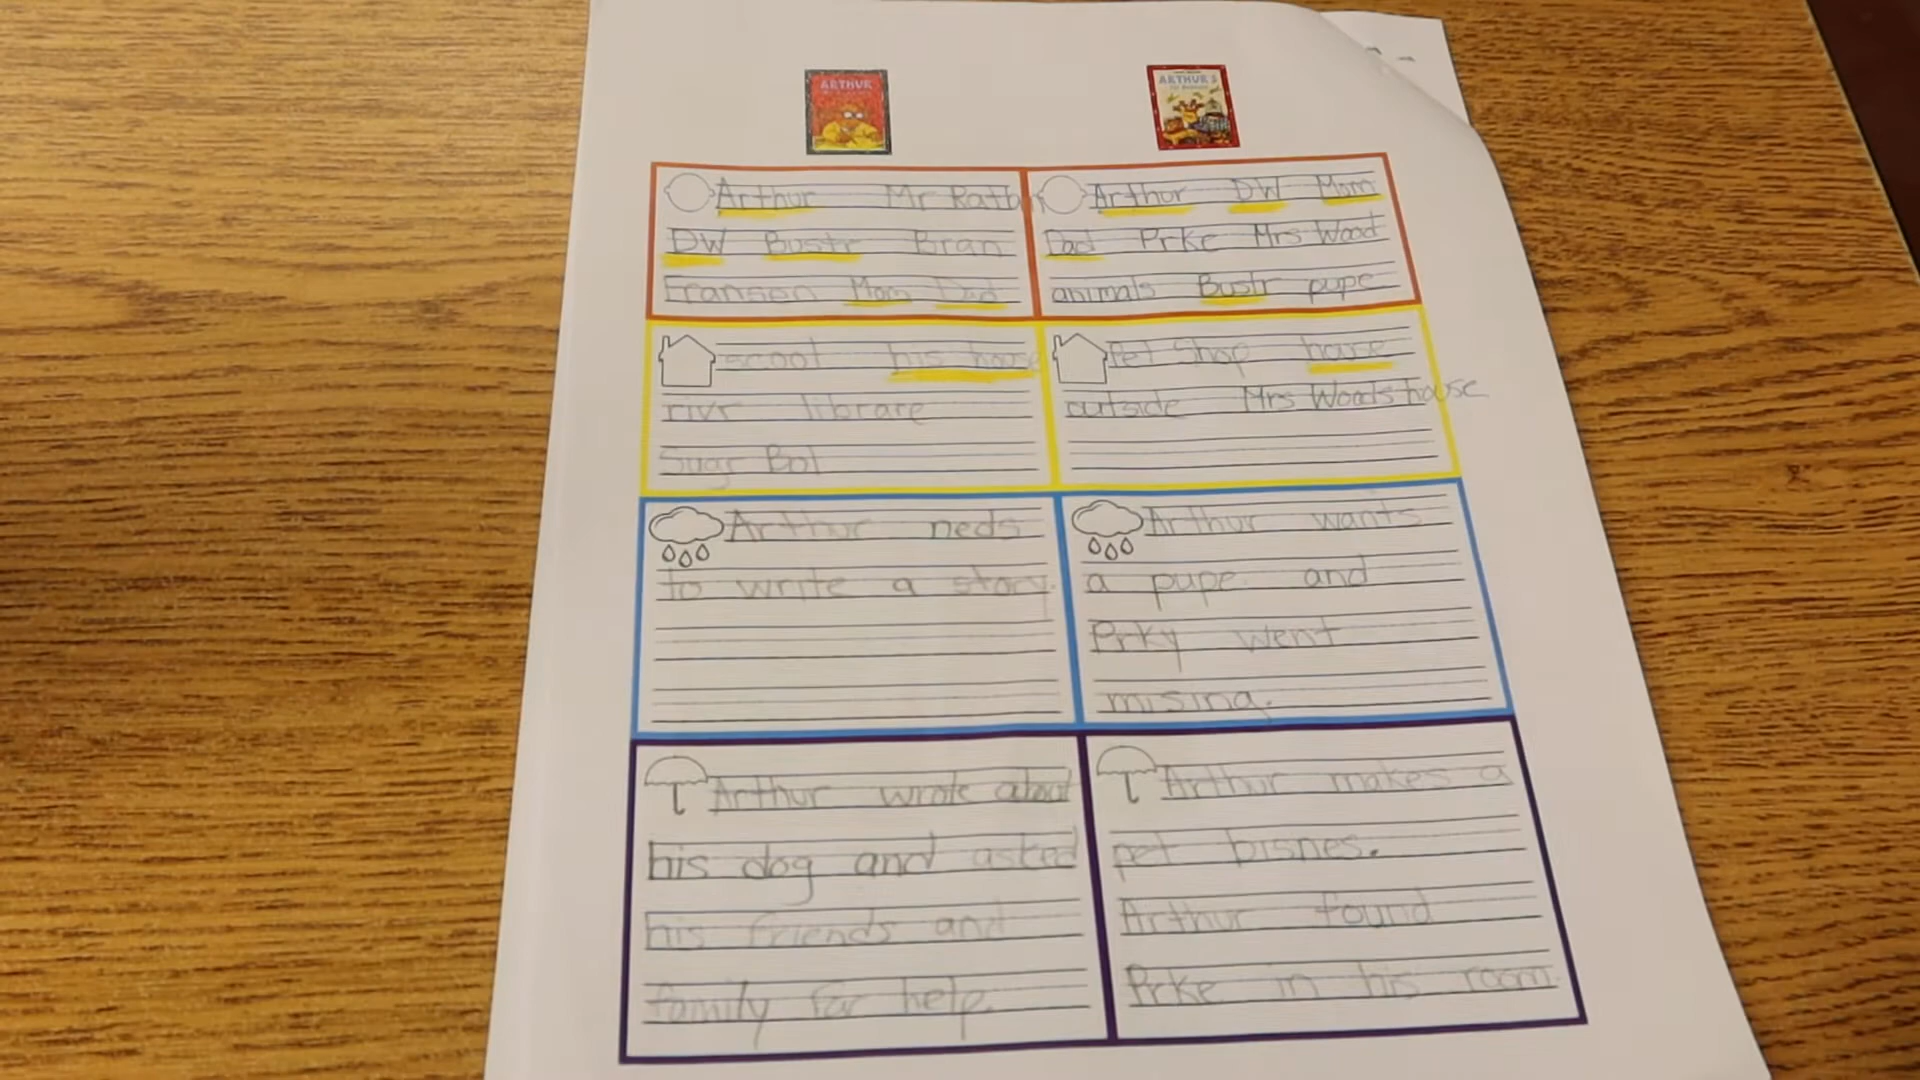 ARTHUR
ARTHUR'S
Arthur Mr Ratb
DW Bustr Bran
Franson Mom Dad
Arthur DW Mom
Dad Prke Mrs Wood
animals Bustr pupe
scool his house
rivr librare
Sugr Bol
Pet Shop house
outside Mrs Woods house
Arthur neds
to write a story.
Arthur wants
a pupe and
Prky went
mising.
Arthur wrote about
his dog and asked
his friends and
family for help.
Arthur makes a
pet bisnes.
Arthur found
Prke in his room.